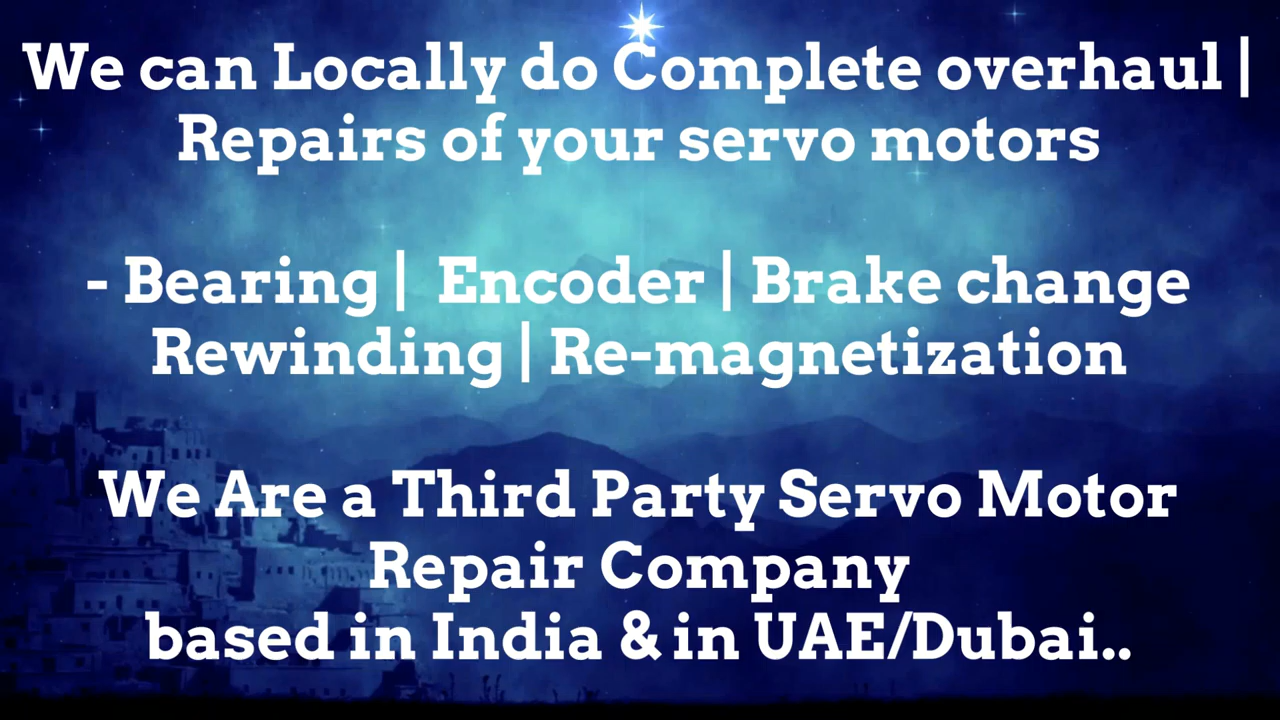 We can Locally do Complete overhaul |
Repairs of your servo motors
- Bearing | Encoder | Brake change
Rewinding | Re-magnetization
We Are a Third Party Servo Motor
Repair Company
based in India & in UAE/Dubai..